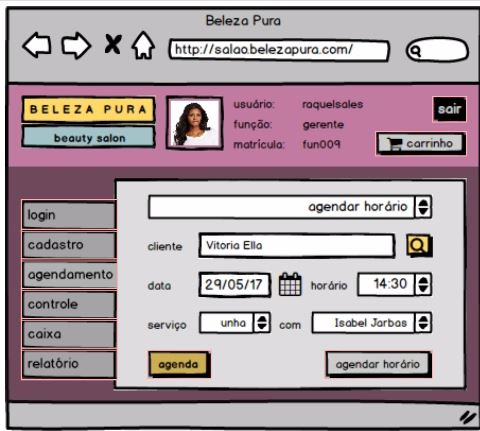 Beleza Pura
http://salao.belezapura.com/
BELEZA PURA
beauty salon
usuário: raquelsales
função: gerente
matrícula: fun009
sair
carrinho
login
cadastro
agendamento
controle
caixa
relatório
agendar horário
cliente Vitoria Ella
data 29/05/17 horário 14:30
serviço unha com Isabel Jarbas
agenda agendar horário